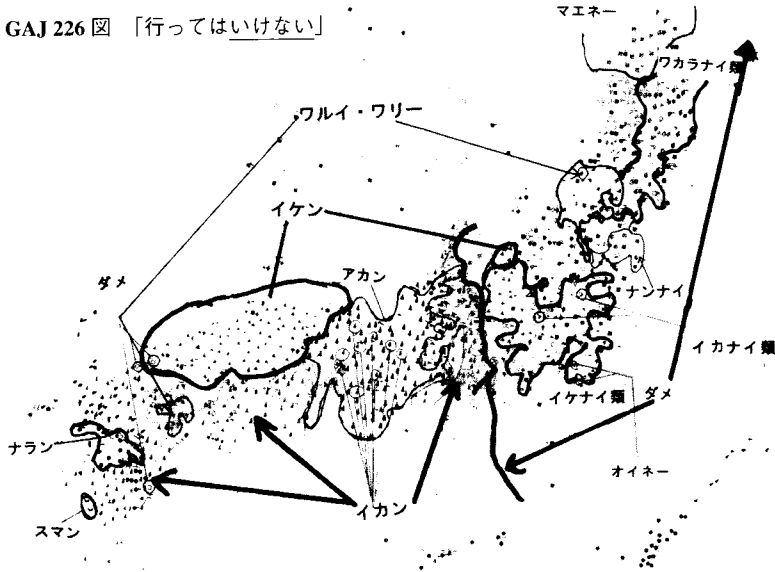 GAJ 226 図 「行ってはいけない」
マエネー
ワカラナイ類
ワルイ・ワリー
イケン
アカン
ダメ
ナンナイ
イカナイ類
イケナイ類
ダメ
ナラン
オイネー
イカン
スマン